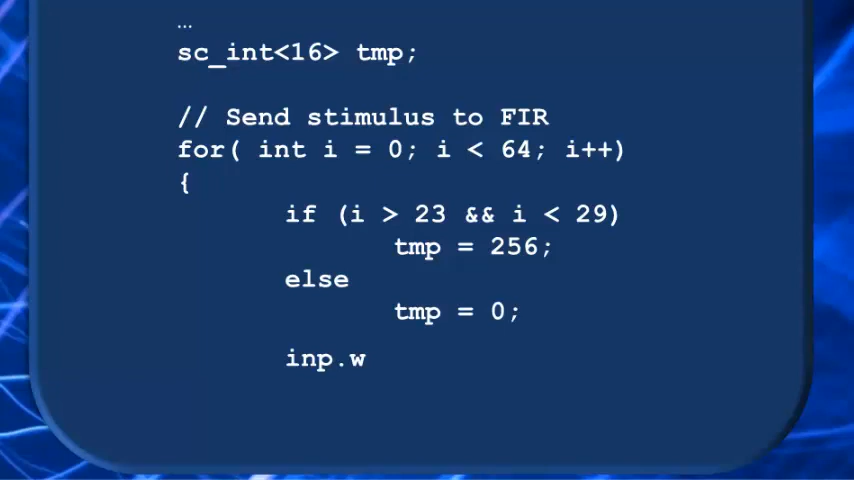 ...
sc_int<16> tmp;
// Send stimulus to FIR
for( int i = 0; i < 64; i++)
{
if (i > 23 && i < 29)
tmp = 256;
else
tmp = 0;
inp.w